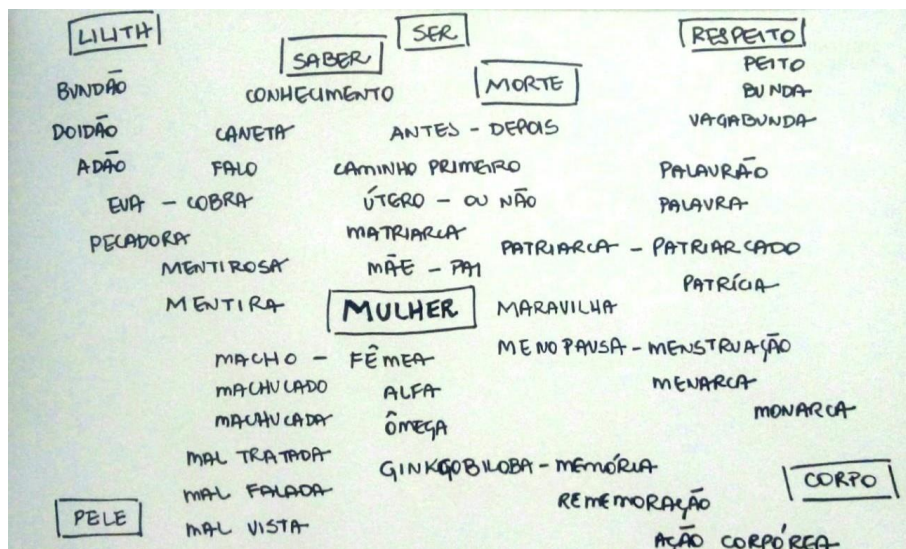 LILITH
SER
RESPEITO
SABER
PEITO
BUNDÃO
CONHECIMENTO
MORTE
BUNDA
DOIDÃO
CANETA
ANTES - DEPOIS
VAGABUNDA
ADÃO
FALO
CAMINHO PRIMEIRO
PALAVRÃO
EVA - COBRA
ÚTERO - OU NÃO
PALAVRA
PECADORA
MATRIARCA
PATRIARCA - PATRIARCADO
MENTIROSA
MÃE - PAI
PATRÍCIA
MENTIRA
MULHER
MARAVILHA
MACHO - FÊMEA
MENOPAUSA - MENSTRUAÇÃO
MACHUCADO
ALFA
MENARCA
MACHUCADA
ÔMEGA
MONARCA
MAL TRATADA
GINKGOBILOBA - MEMÓRIA
CORPO
MAL FALADA
REMEMORAÇÃO
PELE
MAL VISTA
AÇÃO CORPÓREA